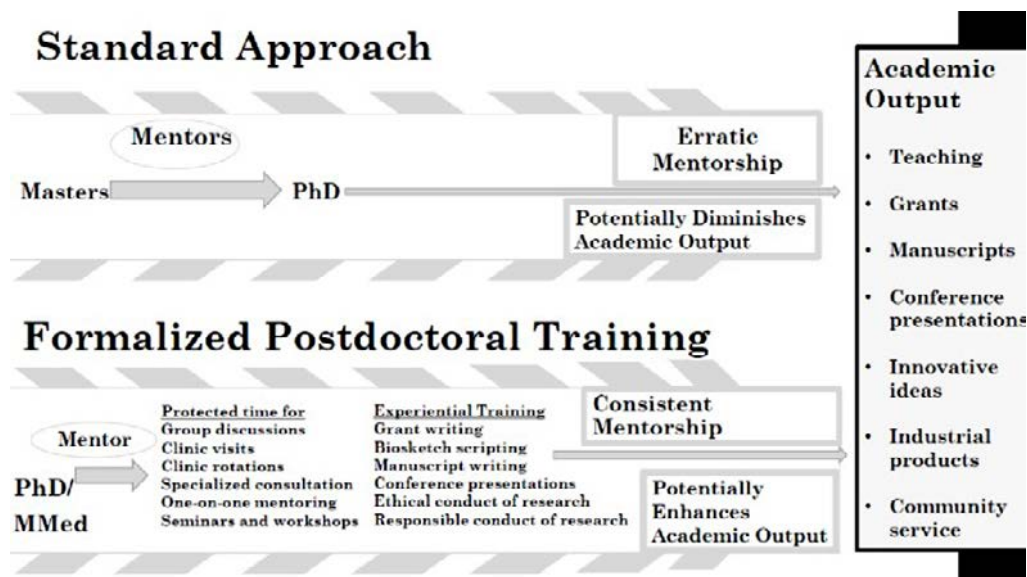 Standard Approach
Mentors
Masters
PhD
Erratic
Mentorship
Potentially Diminishes
Academic Output
Formalized Postdoctoral Training
Mentor
PhD/
MMed
Protected time for
Group discussions
Clinic visits
Clinic rotations
Specialized consultation
One-on-one mentoring
Seminars and workshops
Experiential Training
Grant writing
Biosketch scripting
Manuscript writing
Conference presentations
Ethical conduct of research
Responsible conduct of research
Consistent
Mentorship
Potentially
Enhances
Academic Output
Academic
Output
• Teaching
• Grants
• Manuscripts
• Conference
presentations
• Innovative
ideas
• Industrial
products
• Community
service